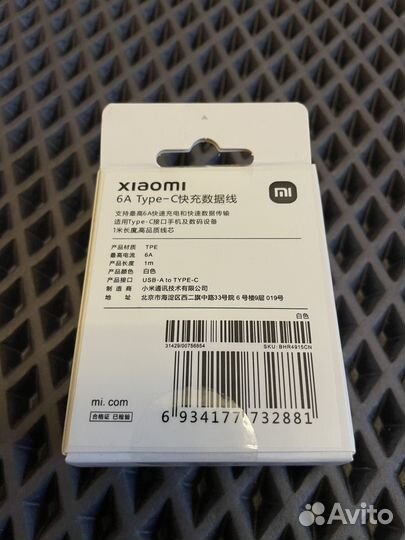 xiaomi
mi
6A Type-C快充数据线
支持最高6A快速充电和快速数据传输
适用Type-C接口手机及数码设备
1米长度,高品质线芯
产品材质 TPE
最高电流 6A
产品长度 1m
产品颜色 白色
产品接口 USB-A to TYPE-C
制造商 小米通讯技术有限公司
地址 北京市海淀区西二旗中路33号院 6 号楼9层 019号
白色
31429/00756854
SKU: BHR4915CN
mi. com
合格证 已检验
6 934177 732881
Avito